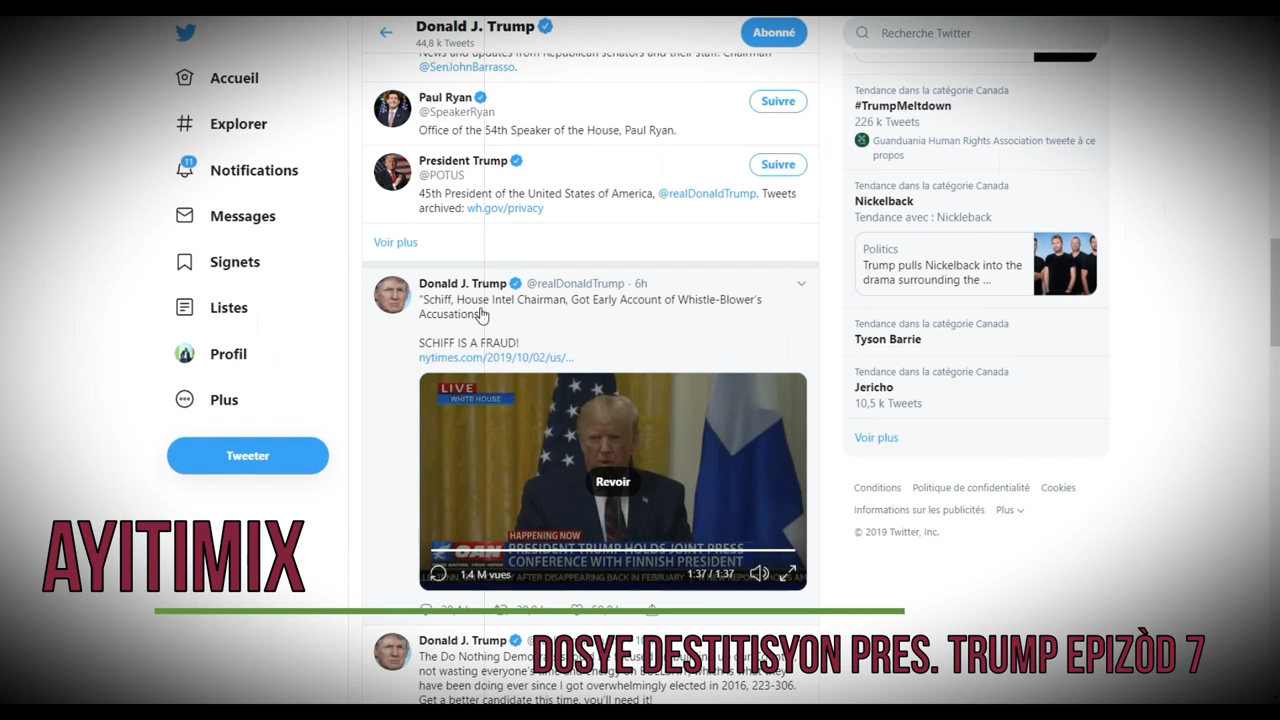 Donald J. Trump
44,8 k Tweets
Abonné
Recherche Twitter
Accueil
Explorer
11
Notifications
Messages
Signets
Listes
Profil
Plus
Tweeter
News and updates from Republican senators and their staff. Chairman
@SenJohnBarrasso.
Paul Ryan
@SpeakerRyan
Suivre
Office of the 54th Speaker of the House, Paul Ryan.
President Trump
@POTUS
Suivre
45th President of the United States of America, @realDonaldTrump. Tweets
archived: wh.gov/privacy
Voir plus
Donald J. Trump @realDonaldTrump · 6h
"Schiff, House Intel Chairman, Got Early Account of Whistle-Blower's
Accusations
SCHIFF IS A FRAUD!
nytimes.com/2019/10/02/us/...
LIVE
WHITE HOUSE
Revoir
HAPPENING NOW
OAN
PRESIDENT TRUMP HOLDS JOINT PRESS
CONFERENCE WITH FINNISH PRESIDENT
AFTER DISAPPEARING BACK IN FEBRUARY
1,4 M vues
1:37 / 1:37
Donald J. Trump
The Do Nothing
not wasting everyone's time and energy on
have been doing ever since I got overwhelmingly elected in 2016, 223-306.
Get a better candidate this time, you'll need it!
Tendance dans la catégorie Canada
#TrumpMeltdown
226 k Tweets
Guanduania Human Rights Association tweete à ce
propos
Tendance dans la catégorie Canada
Nickelback
Tendance avec : Nickleback
Politics
Trump pulls Nickelback into the
drama surrounding the ...
Tendance dans la catégorie Canada
Tyson Barrie
Tendance dans la catégorie Canada
Jericho
10,5 k Tweets
Voir plus
Conditions Politique de confidentialité Cookies
Informations sur les publicités Plus
© 2019 Twitter, Inc.
AYITIMIX
DOSYE DESTITISYON PRES. TRUMP EPIZÒD 7